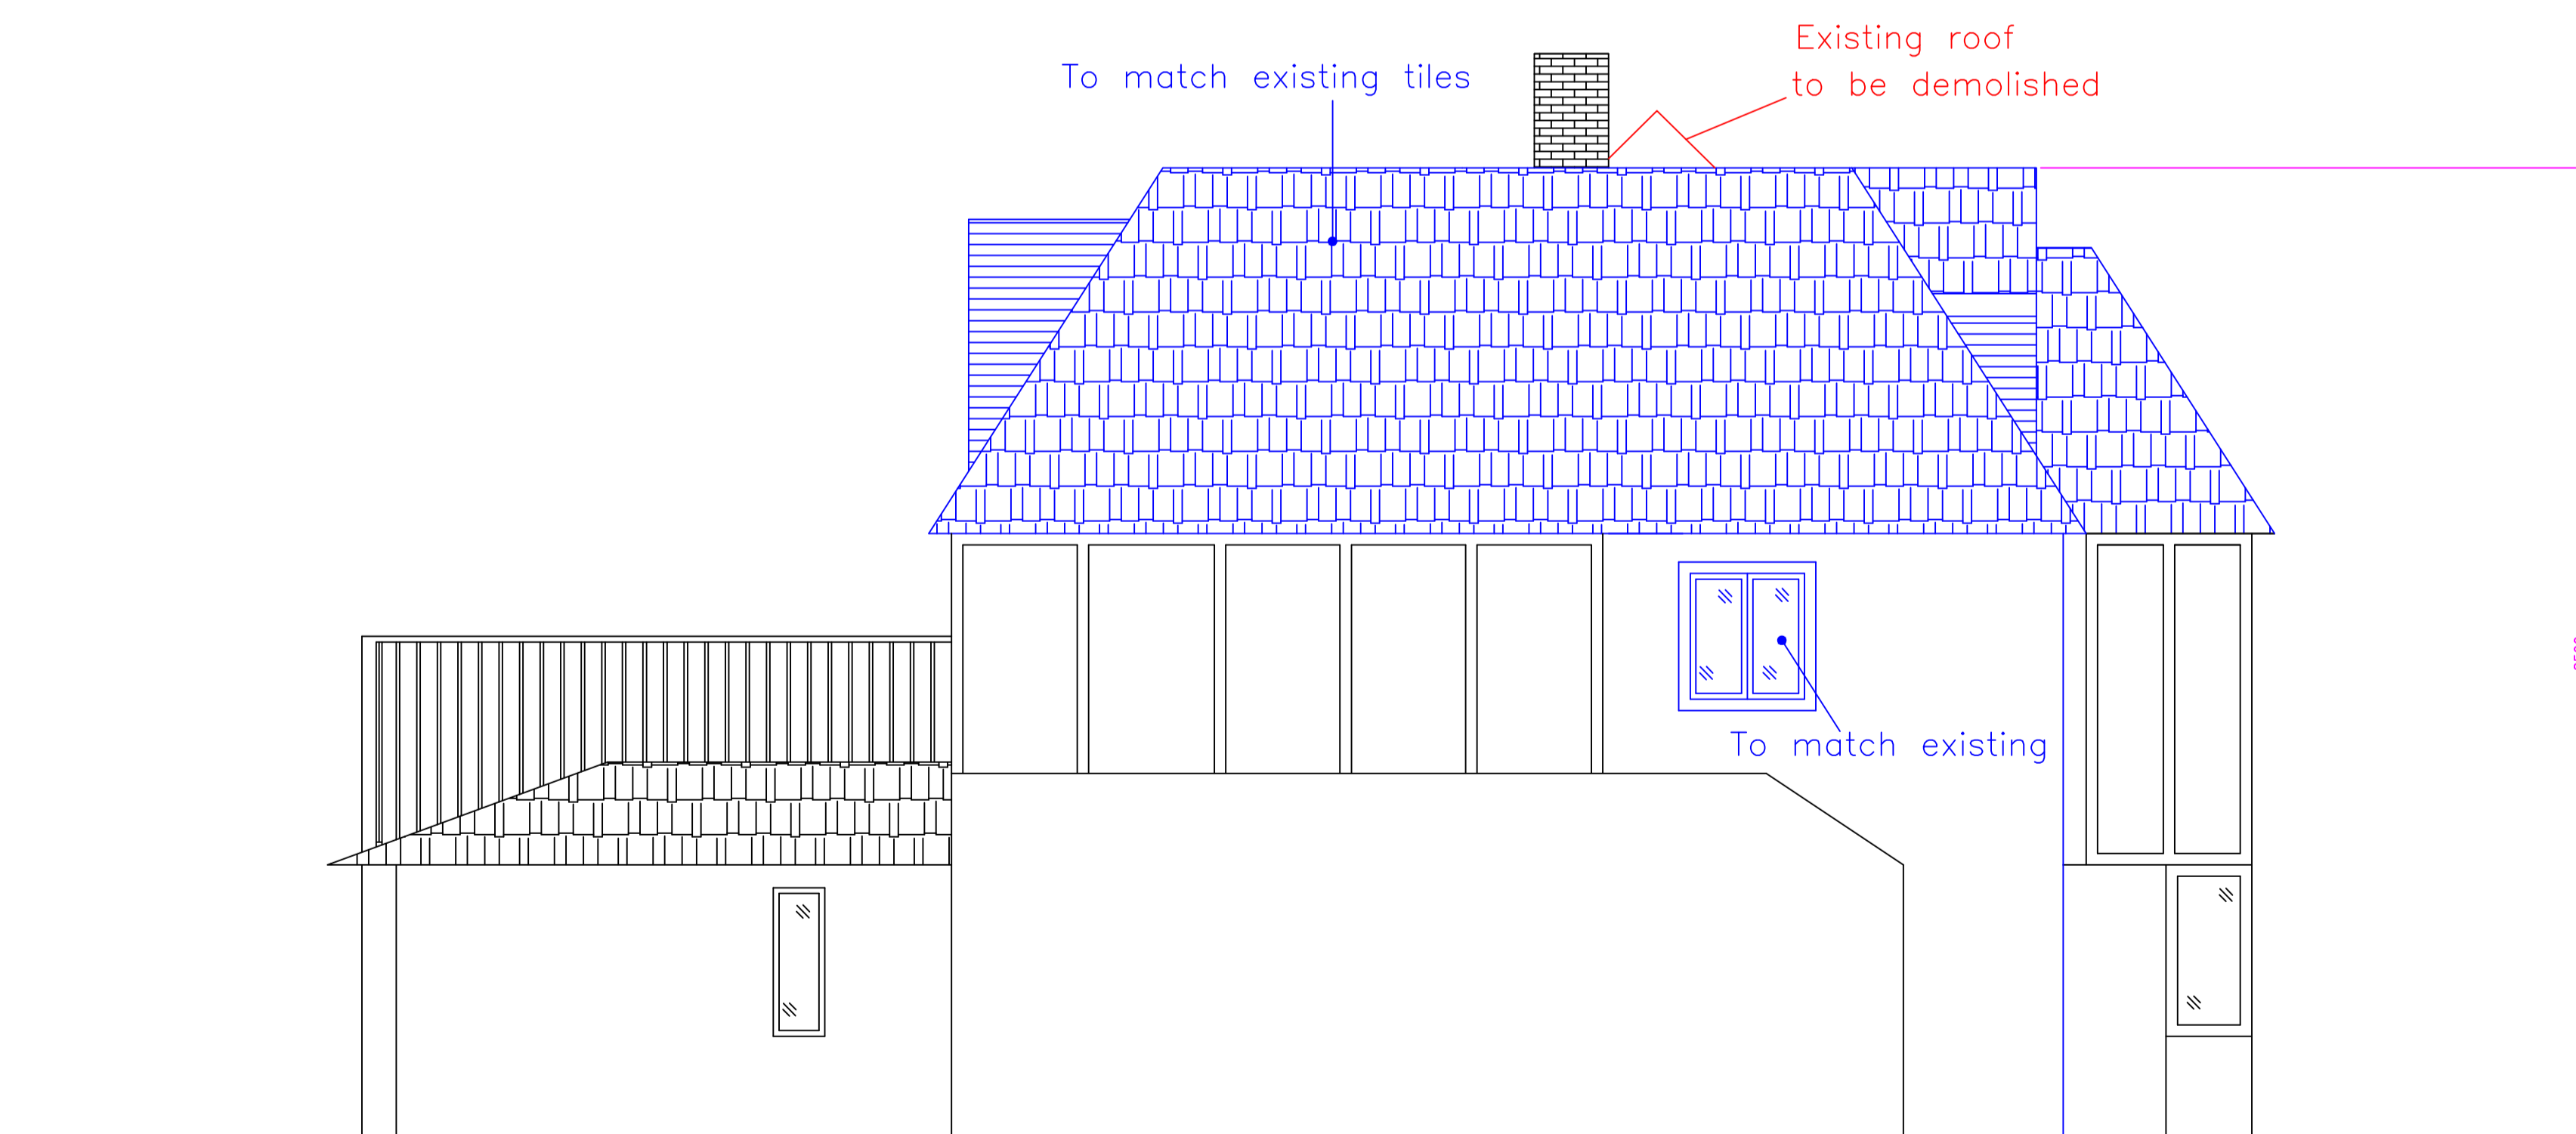 Existing roof
to be demolished
To match existing tiles
To match existing